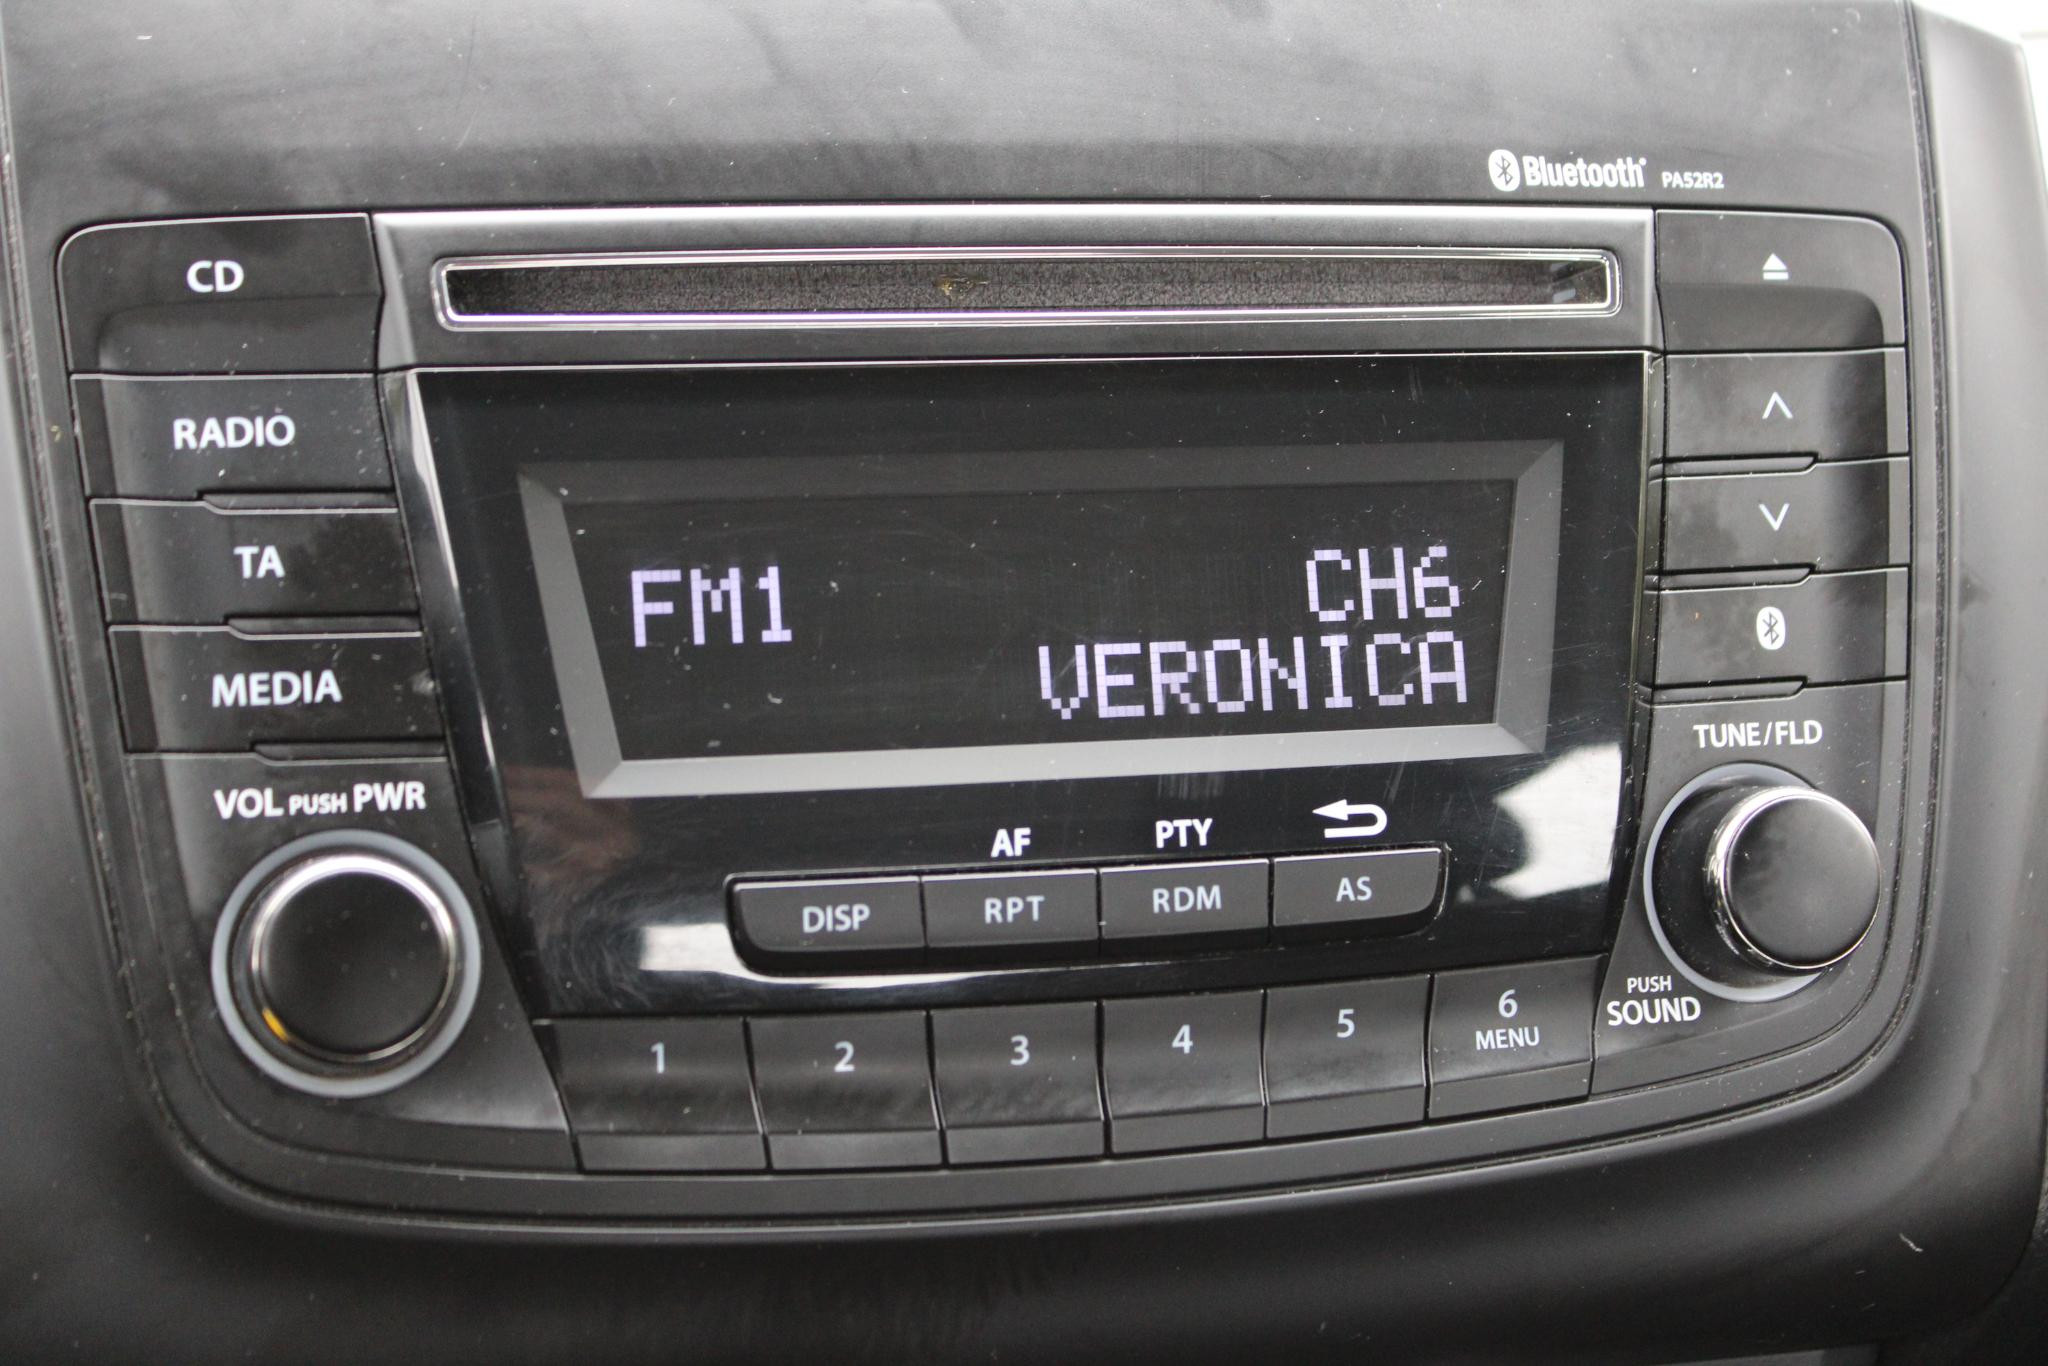 Bluetooth PA52R2
CD
RADIO
TA
MEDIA
VOL PUSH PWR
FM1
CH6
VERONICA
TUNE/FLD
AF
PTY
DISP
RPT
RDM
AS
PUSH
SOUND
1
2
3
4
5
6
MENU